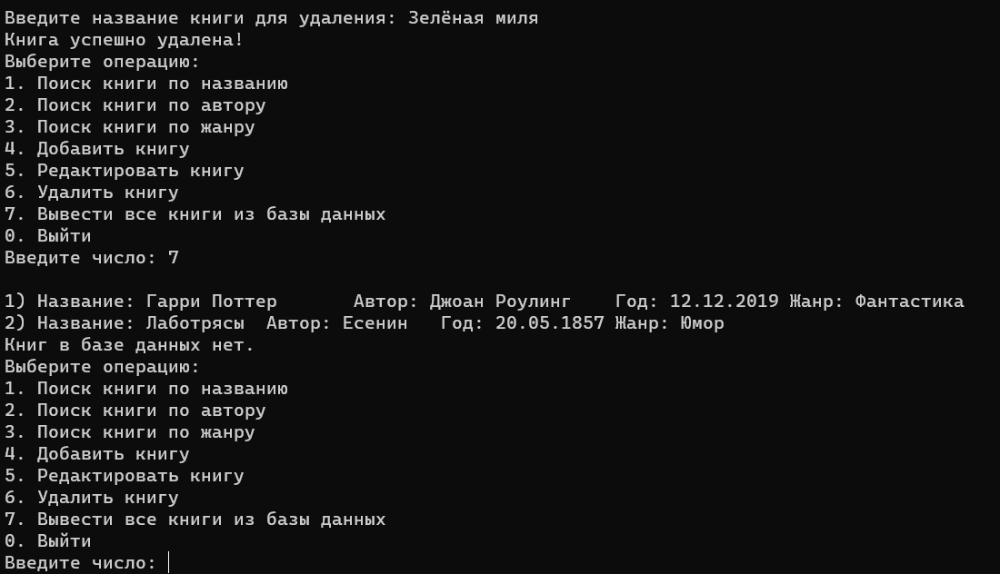 Введите название книги для удаления: Зелёная миля
Книга успешно удалена!
Выберите операцию:
1. Поиск книги по названию
2. Поиск книги по автору
3. Поиск книги по жанру
4. Добавить книгу
5. Редактировать книгу
6. Удалить книгу
7. Вывести все книги из базы данных
0. Выйти
Введите число: 7
1) Название: Гарри Поттер Автор: Джоан Роулинг Год: 12.12.2019 Жанр: Фантастика
2) Название: Лаботрясы Автор: Есенин Год: 20.05.1857 Жанр: Юмор
Книг в базе данных нет.
Выберите операцию:
1. Поиск книги по названию
2. Поиск книги по автору
3. Поиск книги по жанру
4. Добавить книгу
5. Редактировать книгу
6. Удалить книгу
7. Вывести все книги из базы данных
0. Выйти
Введите число: